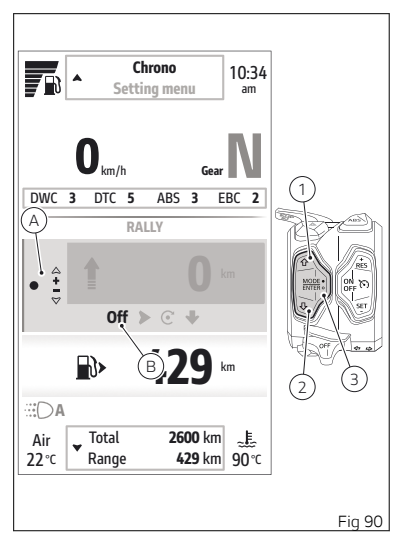 Chrono
Setting menu
10:34
am
0 km/h
Gear N
DWC 3 DTC 5 ABS 3 EBC 2
A
RALLY
0 km
+
−
Off
B
429 km
A
Air
22 °C
Total 2600 km
Range 429 km
90 °C
1
ABS
+
RES
MODE
ENTER
ON
OFF
SET
−
OFF
2
3
Fig 90